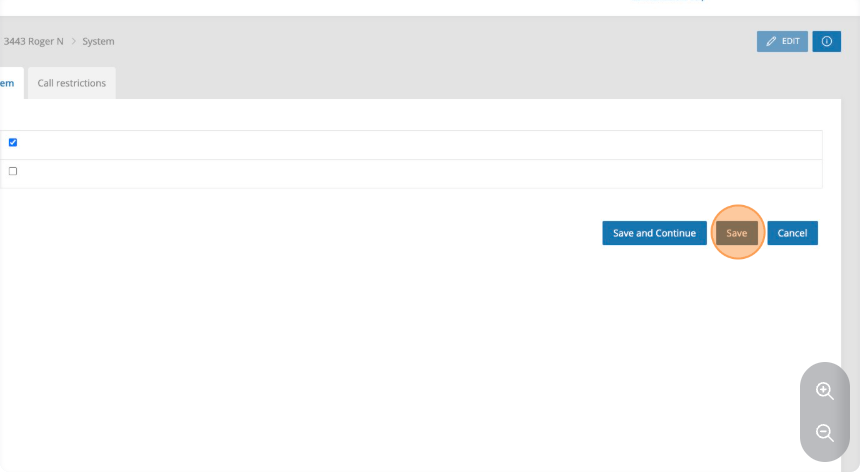 3443 Roger N > System
EDIT
em
Call restrictions
Save and Continue
Save
Cancel